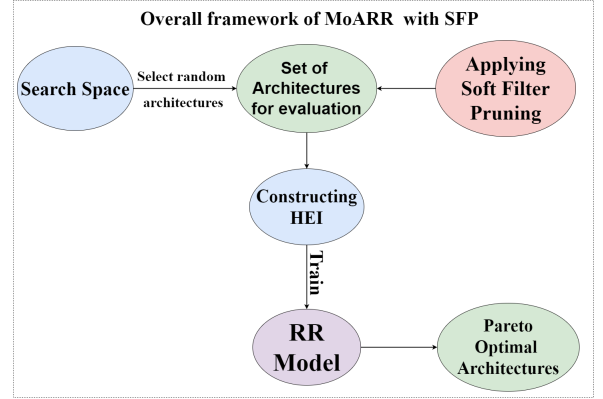 Overall framework of MoARR with SFP
Search Space
Select random
architectures
Set of
Architectures
for evaluation
Applying
Soft Filter
Pruning
Constructing
HEI
Train
RR
Model
Pareto
Optimal
Architectures